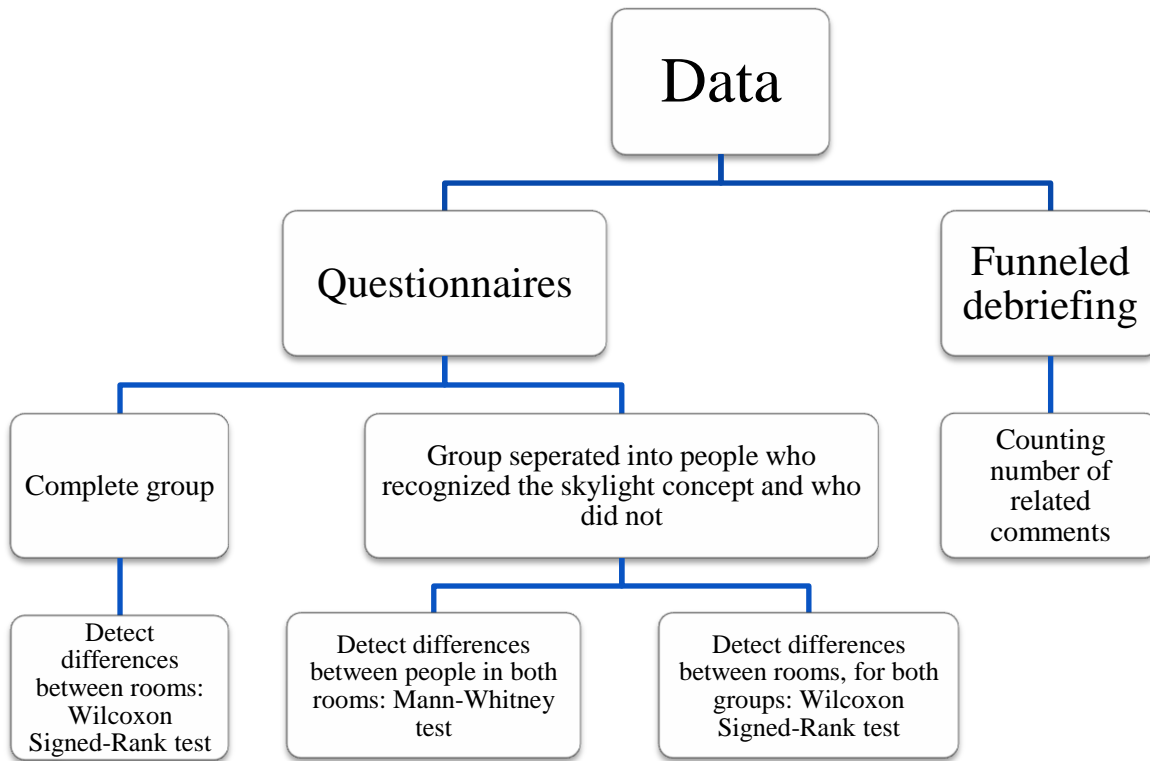 Data
Questionnaires
Funneled
debriefing
Complete group
Group seperated into people who
recognized the skylight concept and who
did not
Counting
number of
related
comments
Detect
differences
between rooms:
Wilcoxon
Signed-Rank test
Detect differences
between people in both
rooms: Mann-Whitney
test
Detect differences
between rooms, for both
groups: Wilcoxon
Signed-Rank test